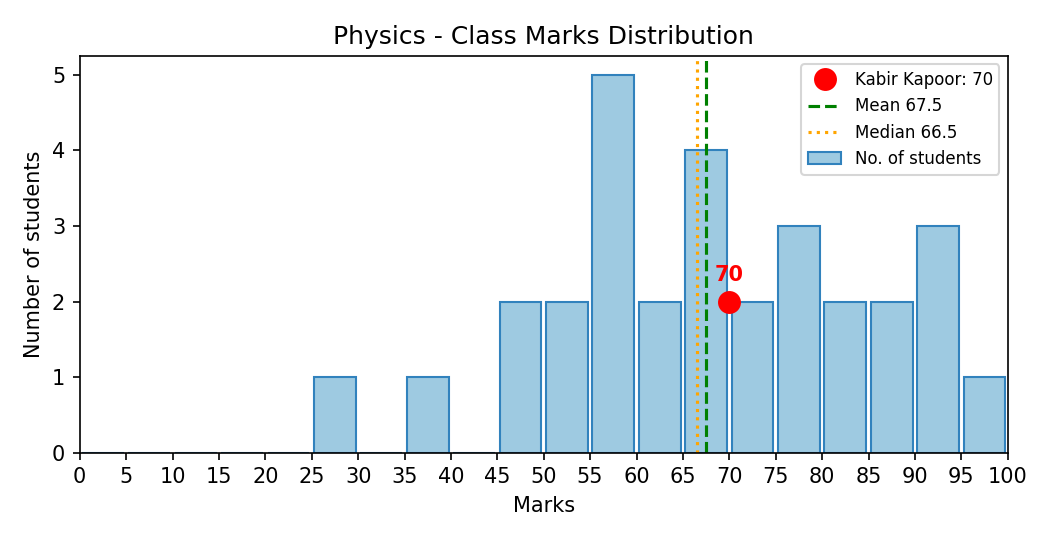 Physics - Class Marks Distribution
Number of students
5
4
3
2
1
0
Kabir Kapoor: 70
Mean 67.5
Median 66.5
No. of students
70
0 5 10 15 20 25 30 35 40 45 50 55 60 65 70 75 80 85 90 95 100
Marks